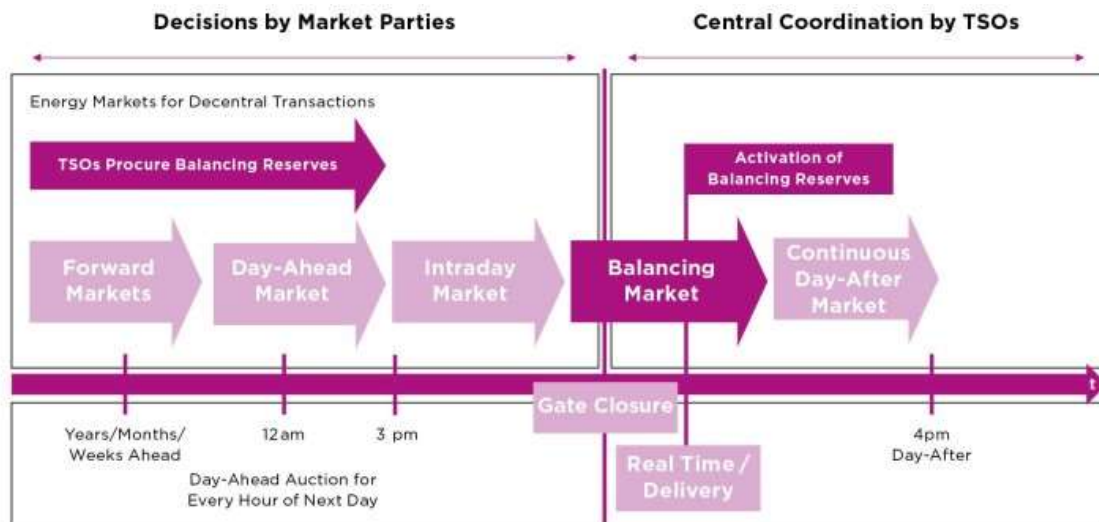 Decisions by Market Parties
Central Coordination by TSOs
Energy Markets for Decentral Transactions
TSOs Procure Balancing Reserves
Activation of
Balancing Reserves
Forward
Markets
Day-Ahead
Market
Intraday
Market
Balancing
Market
Continuous
Day-After
Market
t
Gate Closure
Years/Months/
Weeks Ahead
12am
3 pm
Day-Ahead Auction for
Every Hour of Next Day
Real Time /
Delivery
4pm
Day-After